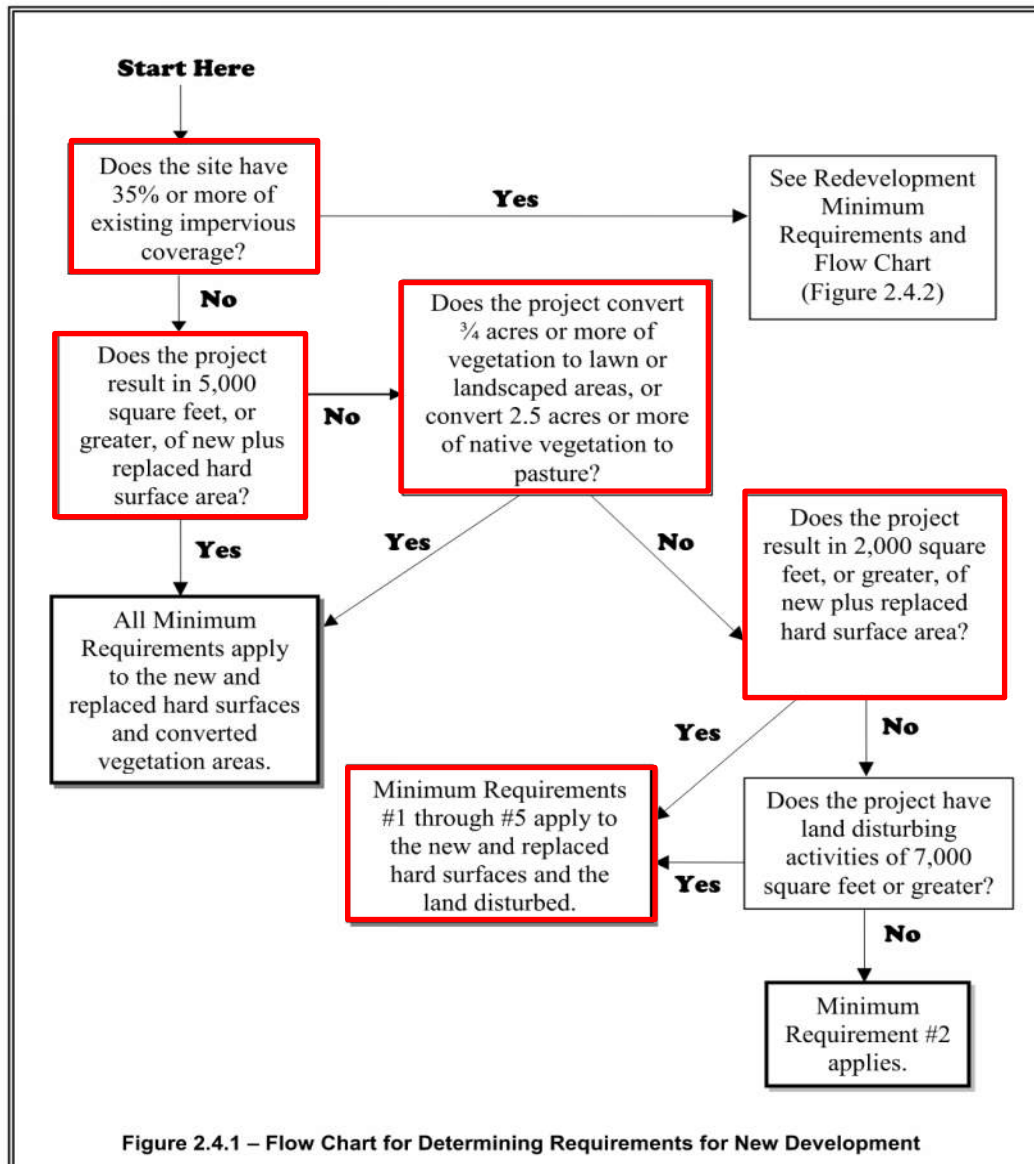 Start Here
Does the site have
35% or more of
existing impervious
coverage?
Yes
See Redevelopment
Minimum
Requirements and
Flow Chart
(Figure 2.4.2)
No
Does the project
result in 5,000
square feet, or
greater, of new plus
replaced hard
surface area?
No
Does the project convert
¾ acres or more of
vegetation to lawn or
landscaped areas, or
convert 2.5 acres or more
of native vegetation to
pasture?
Yes
Yes
No
Does the project
result in 2,000 square
feet, or greater, of
new plus replaced
hard surface area?
All Minimum
Requirements apply
to the new and
replaced hard surfaces
and converted
vegetation areas.
Yes
No
Minimum Requirements
#1 through #5 apply to
the new and replaced
hard surfaces and the
land disturbed.
Yes
Does the project have
land disturbing
activities of 7,000
square feet or greater?
No
Minimum
Requirement #2
applies.
Figure 2.4.1 – Flow Chart for Determining Requirements for New Development